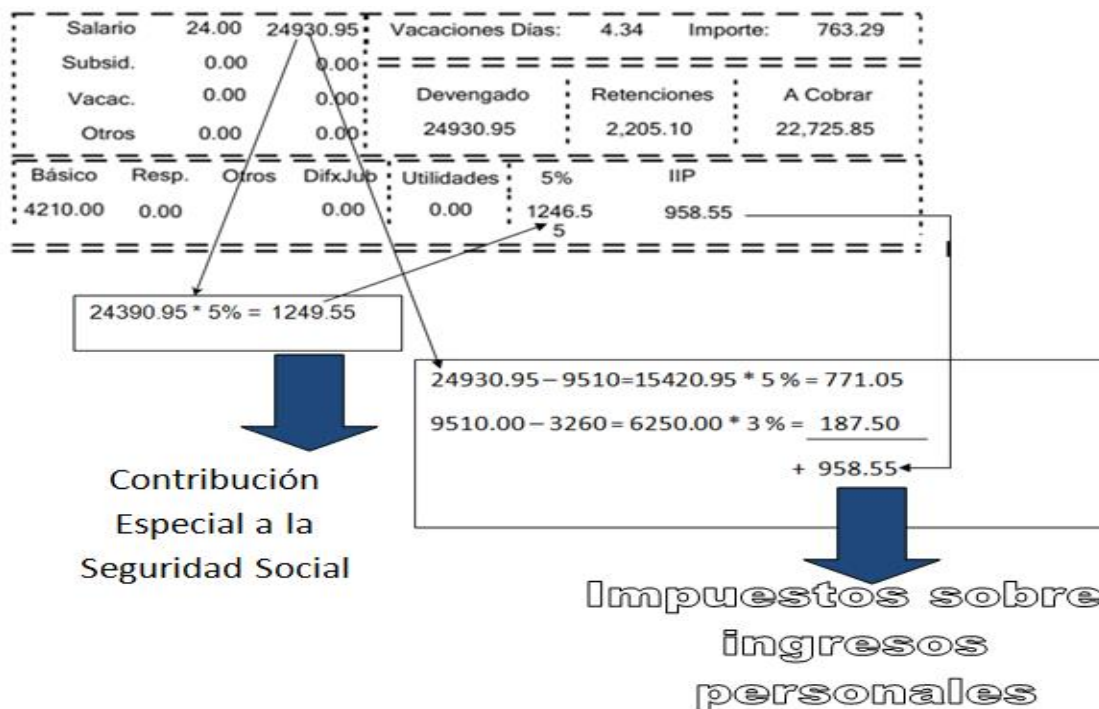 Salario 24.00 24930.95 Vacaciones Días: 4.34 Importe: 763.29
Subsid. 0.00 0.00
Vacac. 0.00 0.00 Devengado Retenciones A Cobrar
Otros 0.00 0.00 24930.95 2,205.10 22,725.85
Básico Resp. Otros DifxJub Utilidades 5% IIP
4210.00 0.00 0.00 0.00 1246.5 958.55
5
24390.95 * 5% = 1249.55
24930.95 – 9510=15420.95 * 5 % = 771.05
9510.00 – 3260= 6250.00 * 3 % = 187.50
+ 958.55
Contribución
Especial a la
Seguridad Social
Impuestos sobre
ingresos
personales